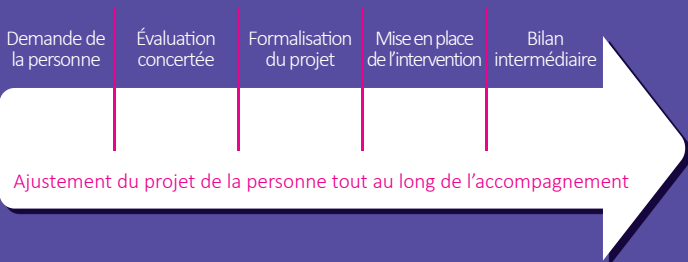 Demande de
la personne
Évaluation
concertée
Formalisation
du projet
Mise en place
de l'intervention
Bilan
intermédiaire
Ajustement du projet de la personne tout au long de l'accompagnement